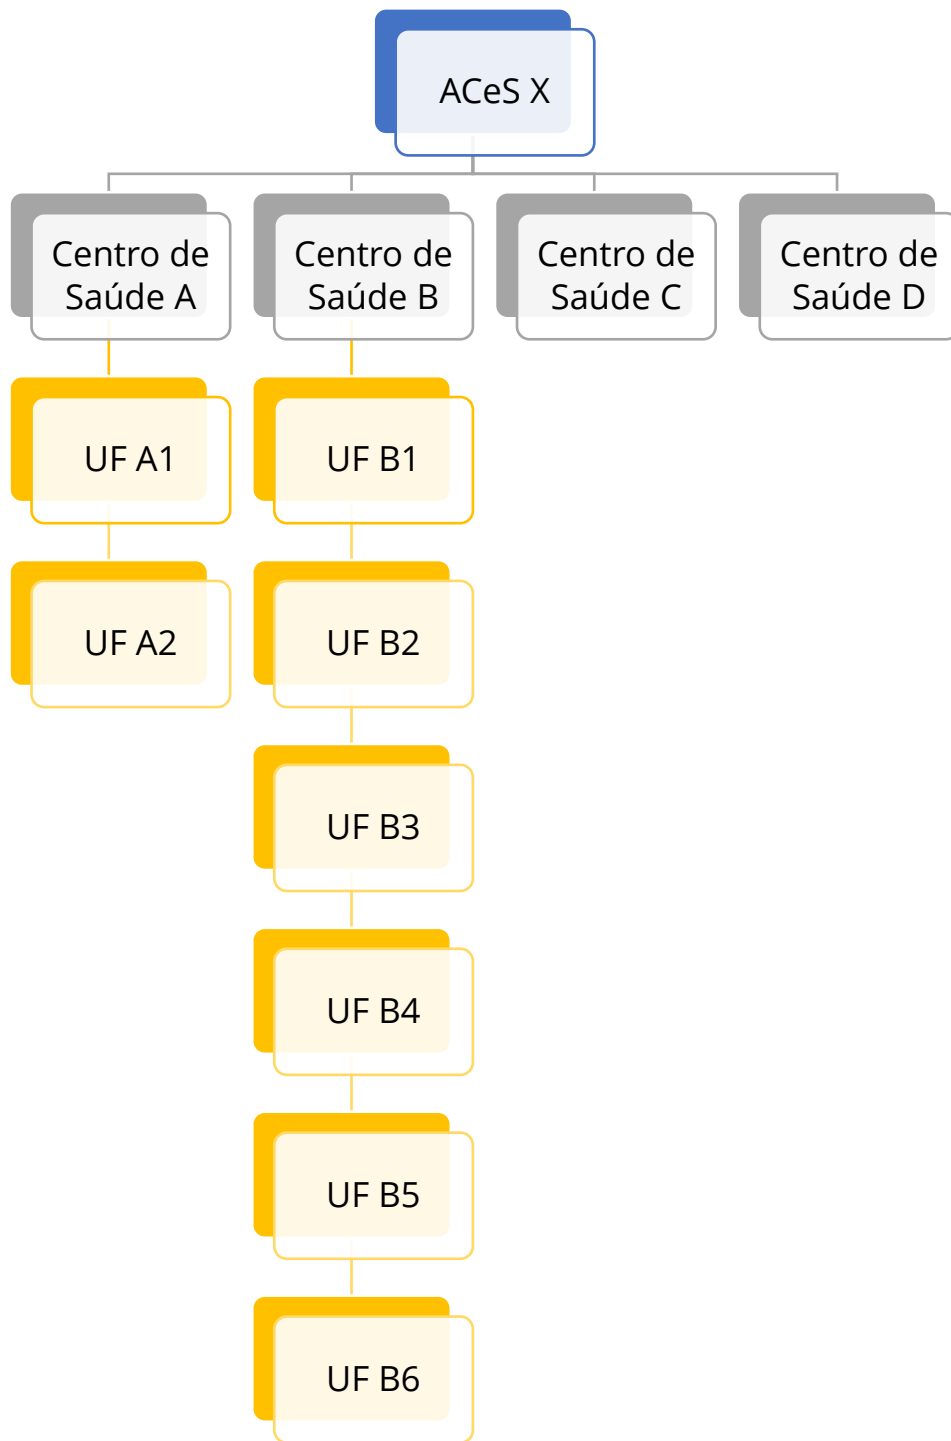 ACeS X
Centro de
Saúde A
Centro de
Saúde B
Centro de
Saúde C
Centro de
Saúde D
UF A1
UF B1
UF A2
UF B2
UF B3
UF B4
UF B5
UF B6